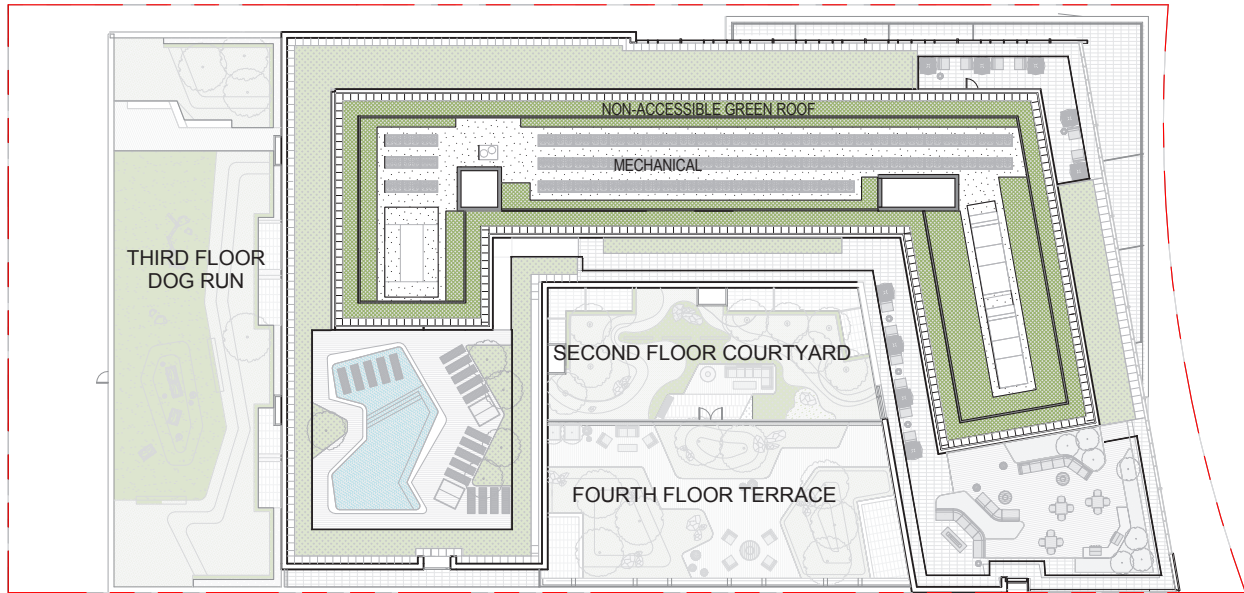 NON-ACCESSIBLE GREEN ROOF
MECHANICAL
THIRD FLOOR
DOG RUN
SECOND FLOOR COURTYARD
FOURTH FLOOR TERRACE